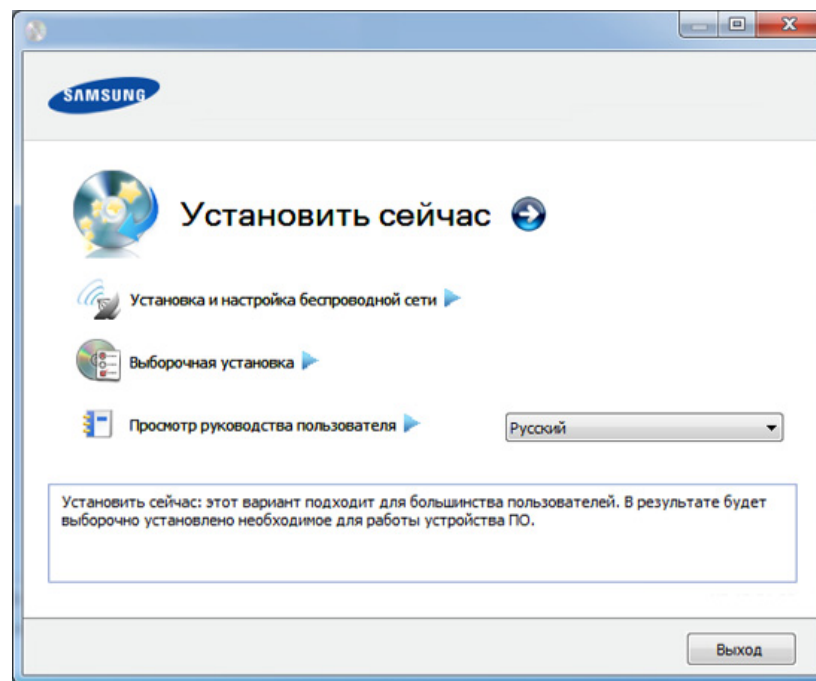 SAMSUNG
Установить сейчас
Установка и настройка беспроводной сети
Выборочная установка
Просмотр руководства пользователя
Русский
Установить сейчас: этот вариант подходит для большинства пользователей. В результате будет
выборочно установлено необходимое для работы устройства ПО.
Выход